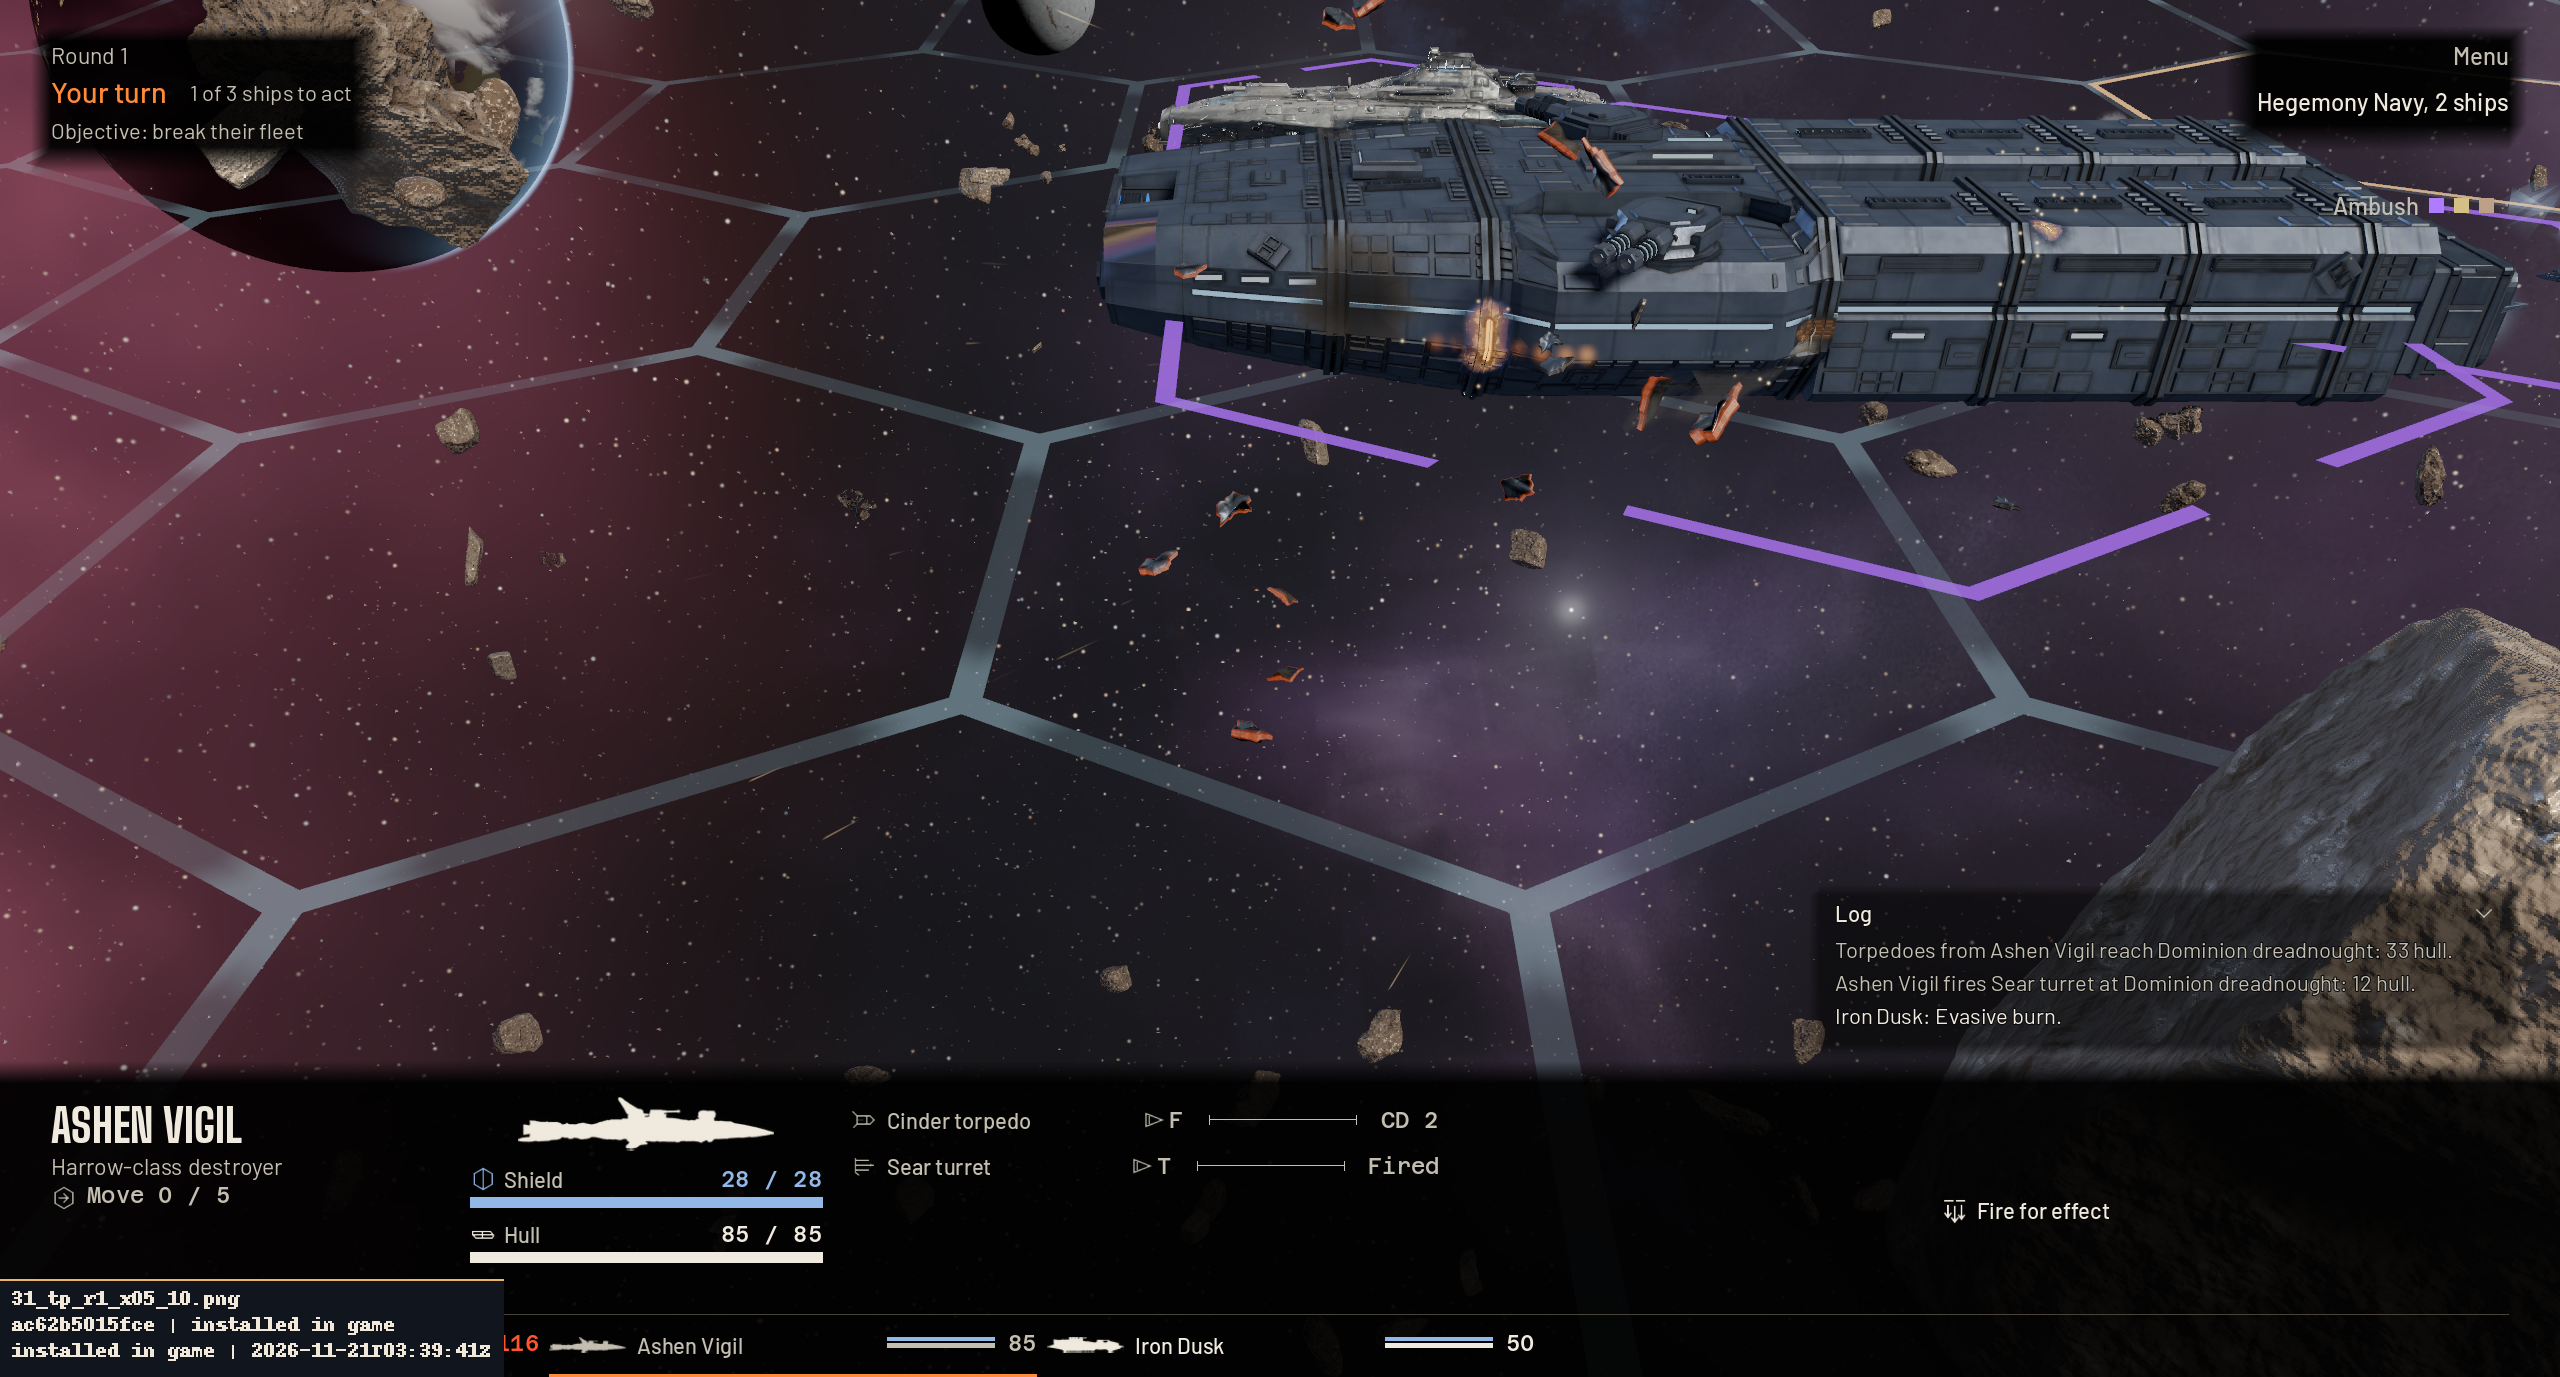 Round 1
Your turn 1 of 3 ships to act
Objective: break their fleet
Menu
Hegemony Navy, 2 ships
Ambush
Log
Torpedoes from Ashen Vigil reach Dominion dreadnought: 33 hull.
Ashen Vigil fires Sear turret at Dominion dreadnought: 12 hull.
Iron Dusk: Evasive burn.
ASHEN VIGIL
Harrow-class destroyer
Move 0 / 5
Shield 28 / 28
Hull 85 / 85
Cinder torpedo F CD 2
Sear turret T Fired
Fire for effect
31_tp_r1_x05_10.png
ac62b5015fce | installed in game
installed in game | 2026-11-21T03:39:41Z
116 Ashen Vigil 85 Iron Dusk 50